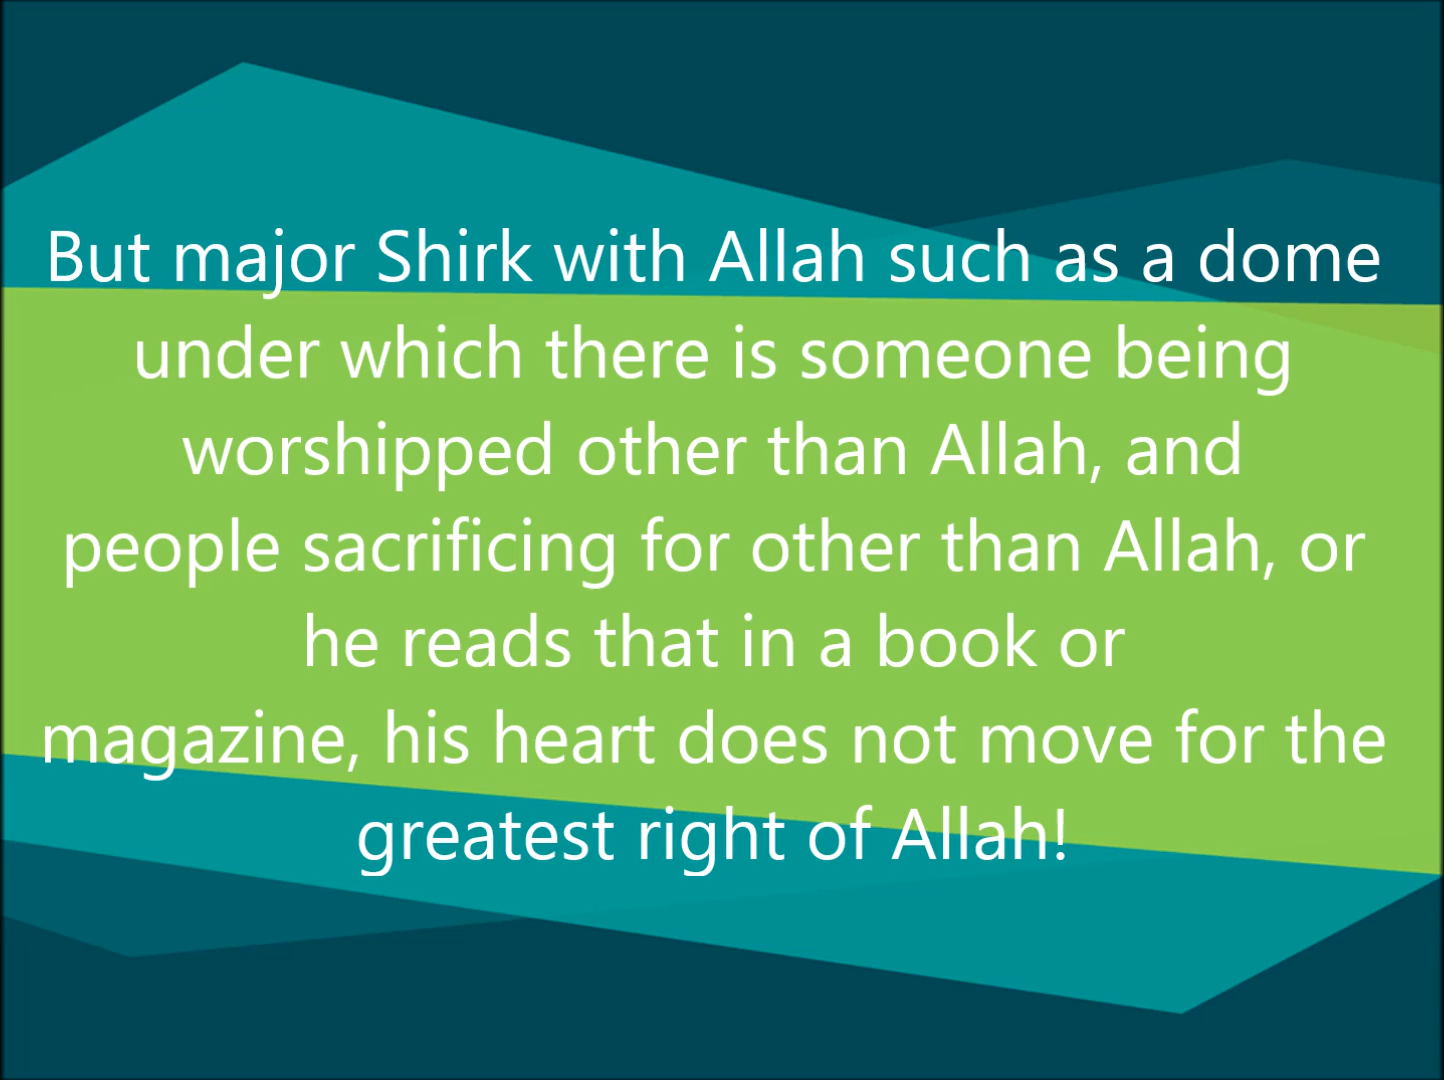 But major Shirk with Allah such as a dome
under which there is someone being
worshipped other than Allah, and
people sacrificing for other than Allah, or
he reads that in a book or
magazine, his heart does not move for the
greatest right of Allah!